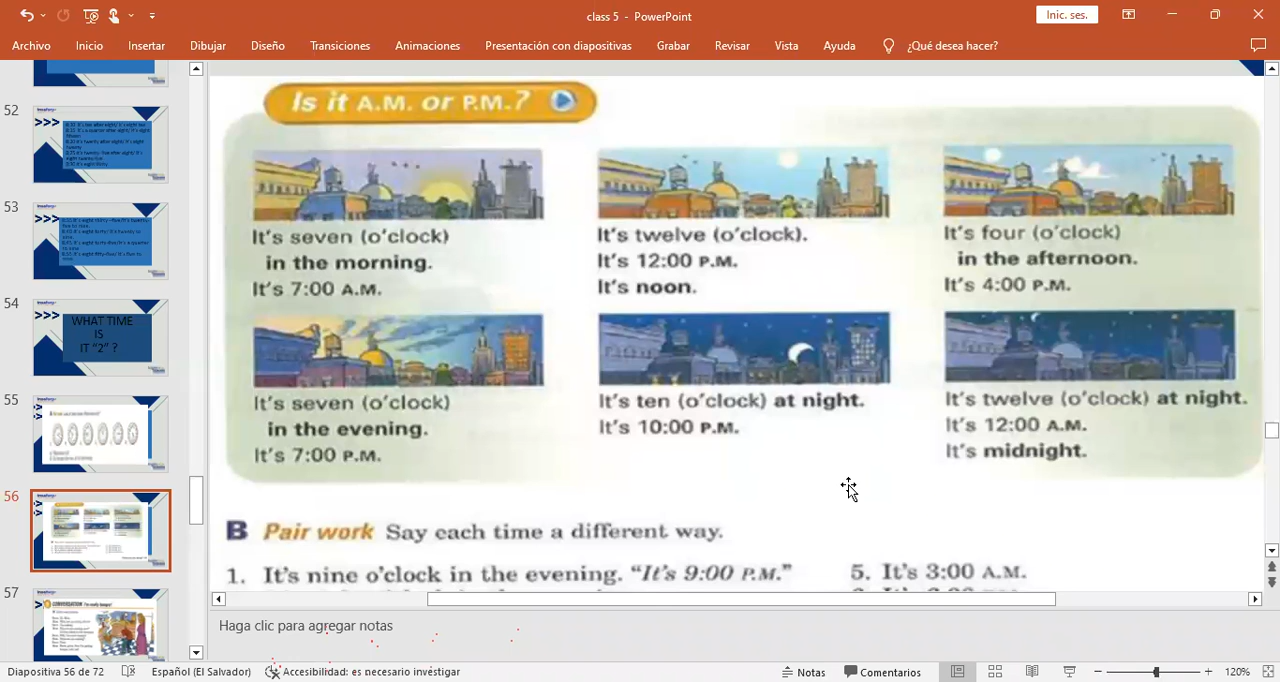 class 5 - PowerPoint
Inic. ses.
Archivo Inicio Insertar Dibujar Diseño Transiciones Animaciones Presentación con diapositivas Grabar Revisar Vista Ayuda ¿Qué desea hacer?
52
53
54
WHAT TIME
IS
IT “2” ?
55
56
57
Is it A.M. or P.M.?
It's seven (o'clock)
in the morning.
It's 7:00 A.M.
It's twelve (o'clock).
It's 12:00 P.M.
It's noon.
It's four (o'clock)
in the afternoon.
It's 4:00 P.M.
It's seven (o'clock)
in the evening.
It's 7:00 P.M.
It's ten (o'clock) at night.
It's 10:00 P.M.
It's twelve (o'clock) at night.
It's 12:00 A.M.
It's midnight.
B Pair work Say each time a different way.
1. It's nine o'clock in the evening. "It's 9:00 P.M."
5. It's 3:00 A.M.
Haga clic para agregar notas
Diapositiva 56 de 72 Español (El Salvador) Accesibilidad: es necesario investigar Notas Comentarios 120%